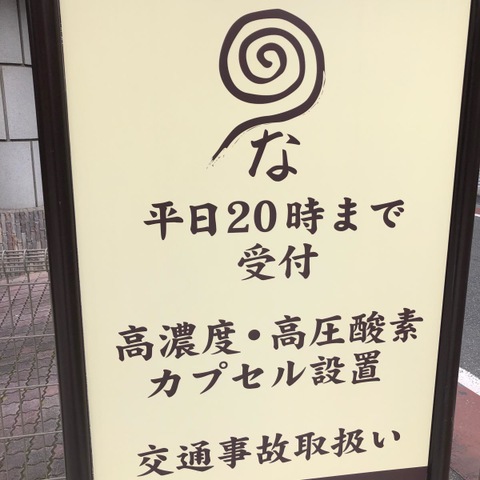 な
平日20時まで
受付
高濃度・高圧酸素
カプセル設置
交通事故取扱い